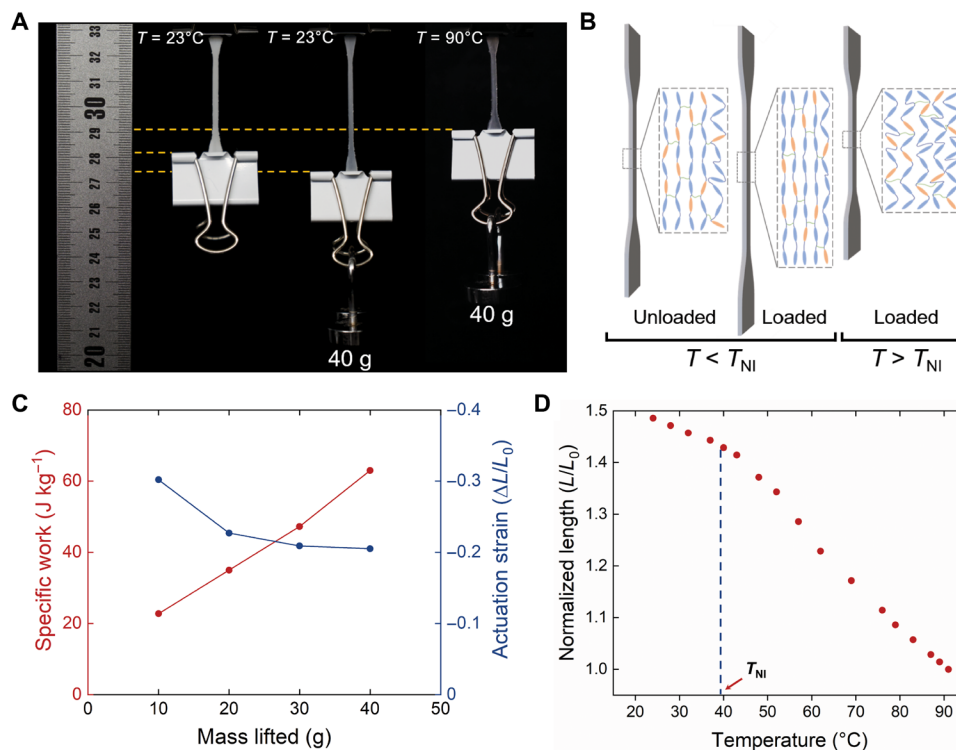 A
T = 23°C
T = 23°C
T = 90°C
33
32
31
30
29
28
27
26
25
24
23
22
21
20
40 g
40 g
B
Unloaded
Loaded
Loaded
T < TNI
T > TNI
C
80
60
40
20
0
Specific work (J kg−1)
−0.4
−0.3
−0.2
−0.1
0
Actuation strain (ΔL/L0)
0
10
20
30
40
50
Mass lifted (g)
D
1.5
1.4
1.3
1.2
1.1
1.0
Normalized length (L/L0)
TNI
20
30
40
50
60
70
80
90
Temperature (°C)